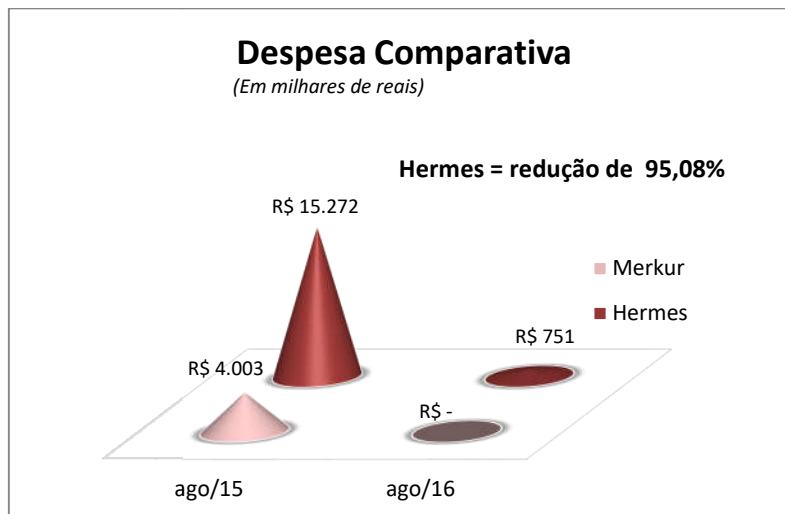 Despesa Comparativa
(Em milhares de reais)
Hermes = redução de 95,08%
R$ 15.272
Merkur
Hermes
R$ 751
R$ 4.003
R$ -
ago/15 ago/16